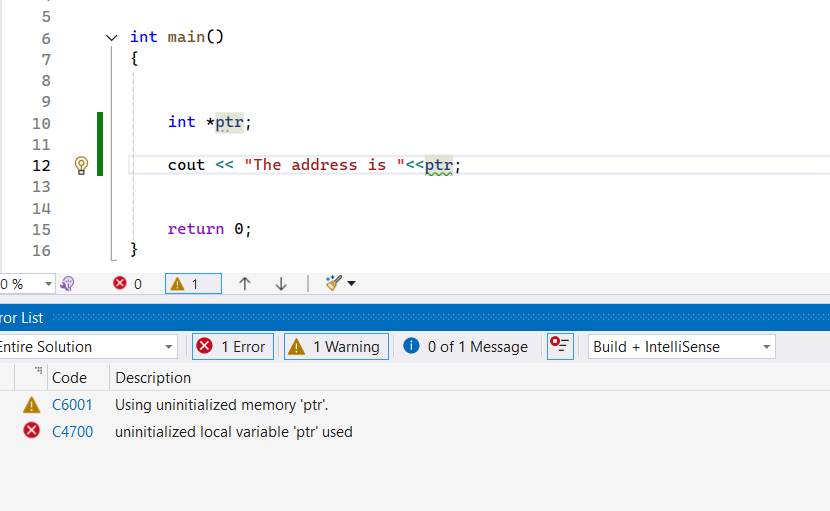 5
6 int main()
7 {
8
9
10 int *ptr;
11
12 cout << "The address is "<<ptr;
13
14
15 return 0;
16 }
0 % 0 1
ror List
Entire Solution 1 Error 1 Warning 0 of 1 Message Build + IntelliSense
Code Description
C6001 Using uninitialized memory 'ptr'.
C4700 uninitialized local variable 'ptr' used